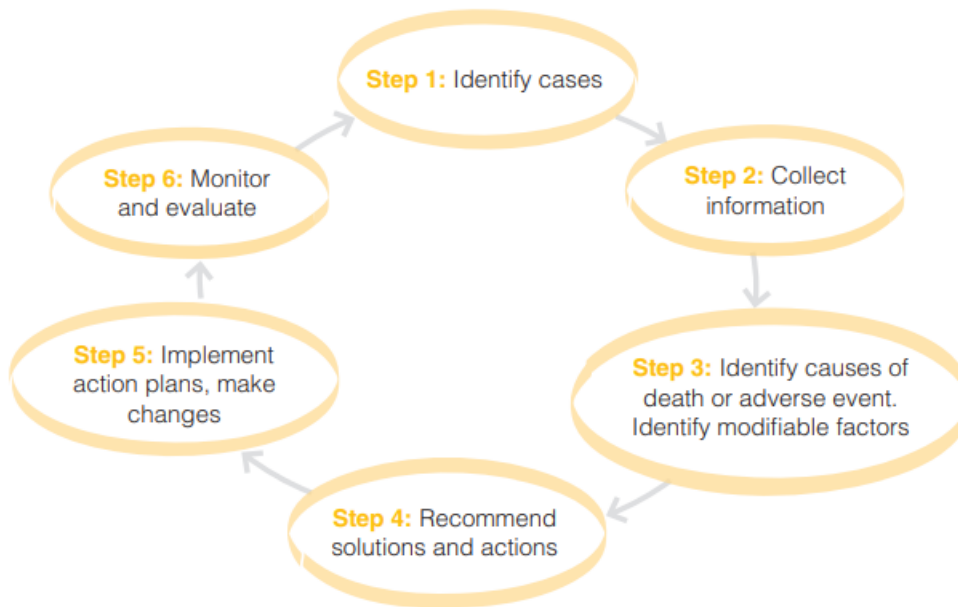 Step 1: Identify cases
Step 2: Collect
information
Step 3: Identify causes of
death or adverse event.
Identify modifiable factors
Step 4: Recommend
solutions and actions
Step 5: Implement
action plans, make
changes
Step 6: Monitor
and evaluate